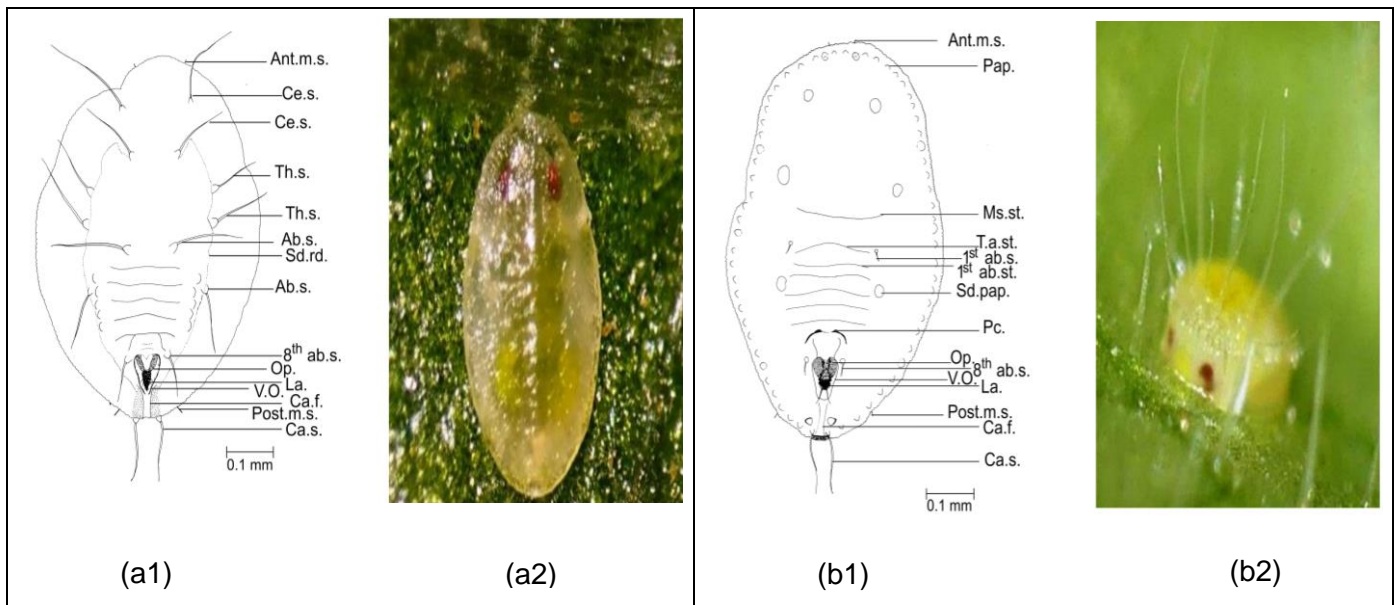 Ant.m.s.
Ce.s.
Ce.s.
Th.s.
Th.s.
Ab.s.
Sd.rd.
Ab.s.
8th ab.s.
Op.
La.
V.O.
Ca.f.
Post.m.s.
Ca.s.
0.1 mm
(a1)
(a2)
Ant.m.s.
Pap.
Ms.st.
T.a.st.
1st ab.s.
1st ab.st.
Sd.pap.
Pc.
Op.
8th ab.s.
V.O.
La.
Post.m.s.
Ca.f.
Ca.s.
0.1 mm
(b1)
(b2)